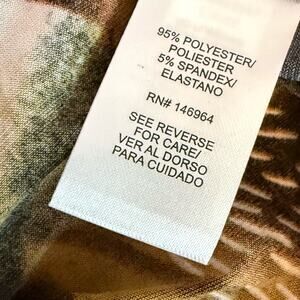 95% POLYESTER/
POLIESTER
5% SPANDEX/
ELASTANO
RN# 146964
SEE REVERSE
FOR CARE/
VER AL DORSO
PARA CUIDADO